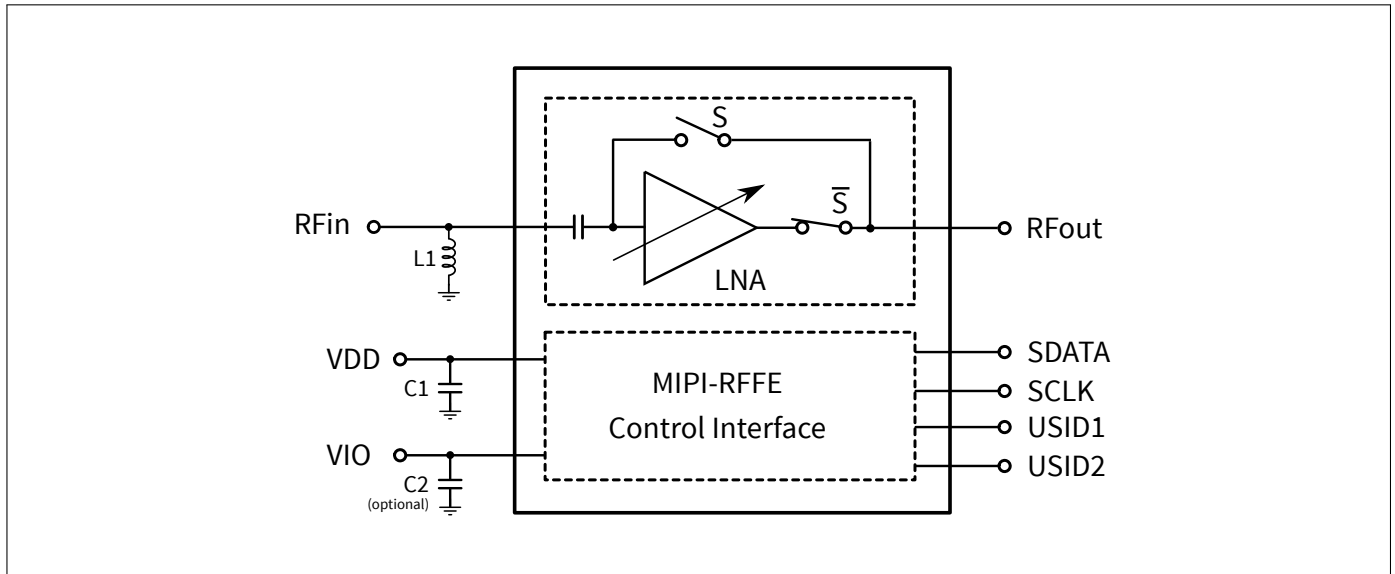 S
S̅
RFin
RFout
L1
LNA
VDD
SDATA
C1
MIPI-RFFE
SCLK
Control Interface
USID1
VIO
USID2
C2
(optional)